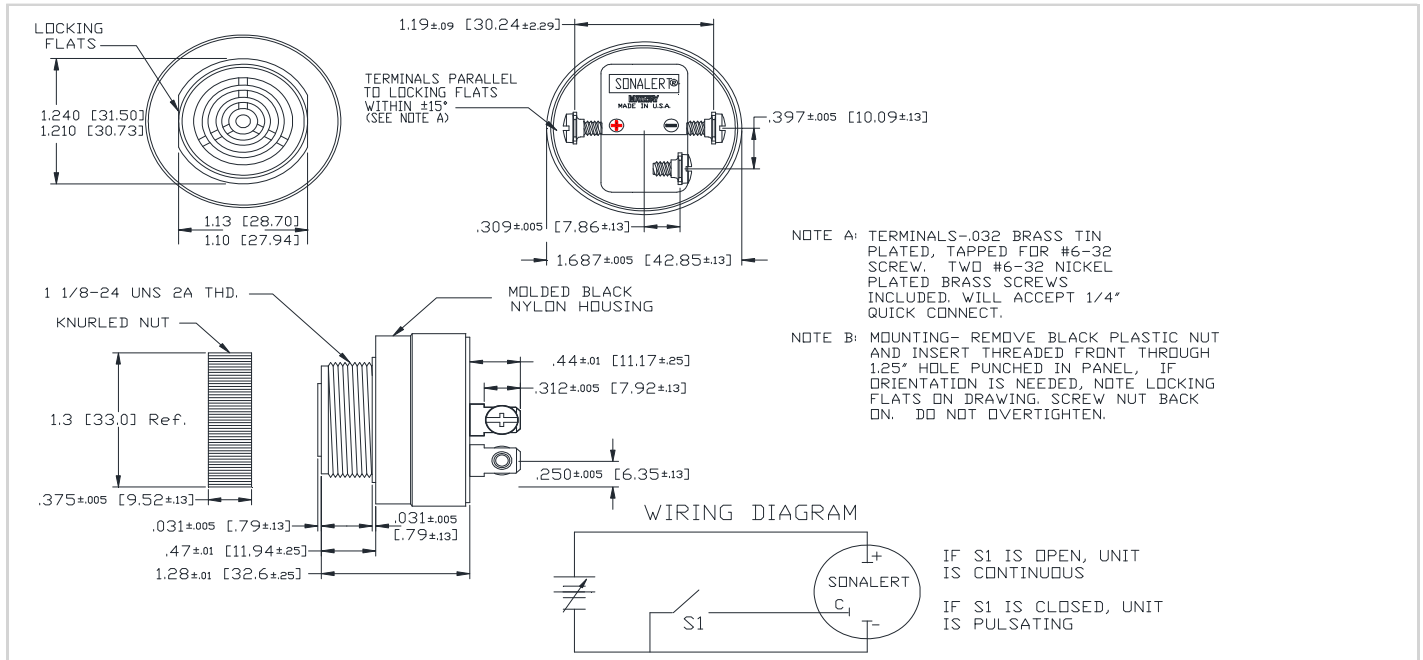 LOCKING
FLATS
1.240 [31.50]
1.210 [30.73]
1.13 [28.70]
1.10 [27.94]
1.19±.09 [30.24±2.29]
TERMINALS PARALLEL
TO LOCKING FLATS
WITHIN ±15°
(SEE NOTE A)
SONALERT®
MALLORY
MADE IN U.S.A.
+
−
.397±.005 [10.09±.13]
.309±.005 [7.86±.13]
1.687±.005 [42.85±.13]
NOTE A: TERMINALS-.032 BRASS TIN
PLATED, TAPPED FOR #6-32
SCREW. TWO #6-32 NICKEL
PLATED BRASS SCREWS
INCLUDED. WILL ACCEPT 1/4"
QUICK CONNECT.
NOTE B: MOUNTING- REMOVE BLACK PLASTIC NUT
AND INSERT THREADED FRONT THROUGH
1.25" HOLE PUNCHED IN PANEL, IF
ORIENTATION IS NEEDED, NOTE LOCKING
FLATS ON DRAWING. SCREW NUT BACK
ON. DO NOT OVERTIGHTEN.
1 1/8-24 UNS 2A THD.
KNURLED NUT
MOLDED BLACK
NYLON HOUSING
1.3 [33.0] Ref.
.375±.005 [9.52±.13]
.44±.01 [11.17±.25]
.312±.005 [7.92±.13]
.250±.005 [6.35±.13]
.031±.005 [.79±.13]
.031±.005
[.79±.13]
.47±.01 [11.94±.25]
1.28±.01 [32.6±.25]
WIRING DIAGRAM
S1
+
SONALERT
C
−
IF S1 IS OPEN, UNIT
IS CONTINUOUS
IF S1 IS CLOSED, UNIT
IS PULSATING